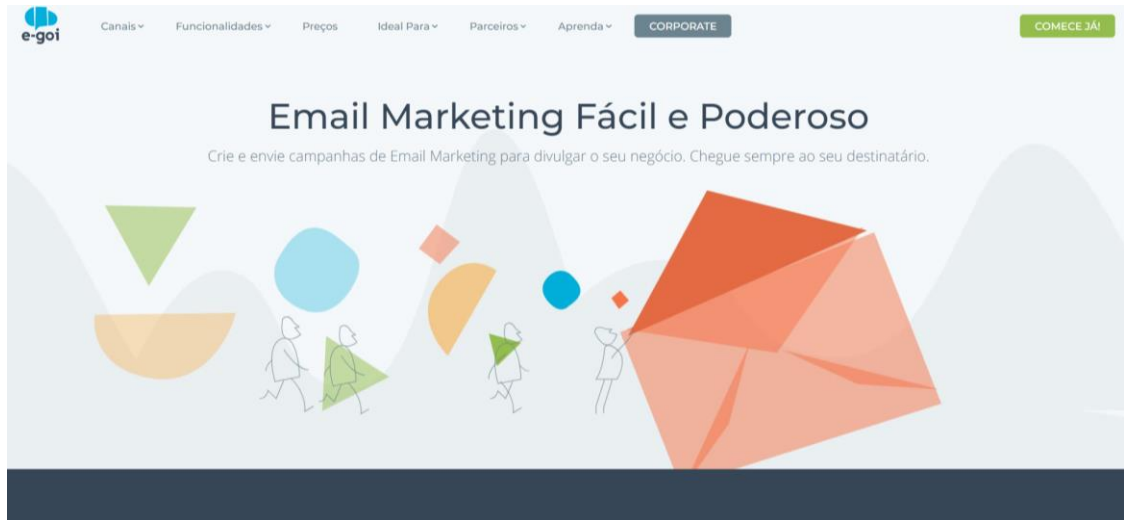 e-goi
Canais Funcionalidades Preços Ideal Para Parceiros Aprenda CORPORATE COMECE JÁ!
Email Marketing Fácil e Poderoso
Crie e envie campanhas de Email Marketing para divulgar o seu negócio. Chegue sempre ao seu destinatário.